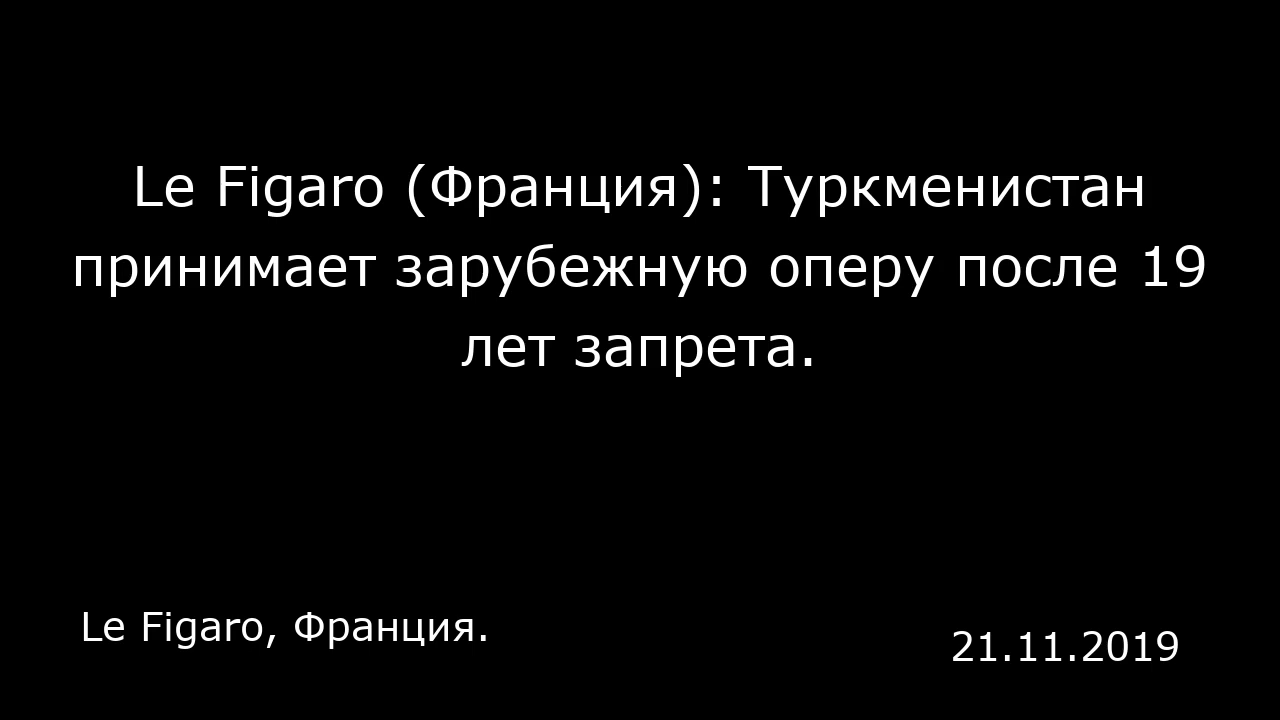 Le Figaro (Франция): Туркменистан
принимает зарубежную оперу после 19
лет запрета.
Le Figaro, Франция.
21.11.2019